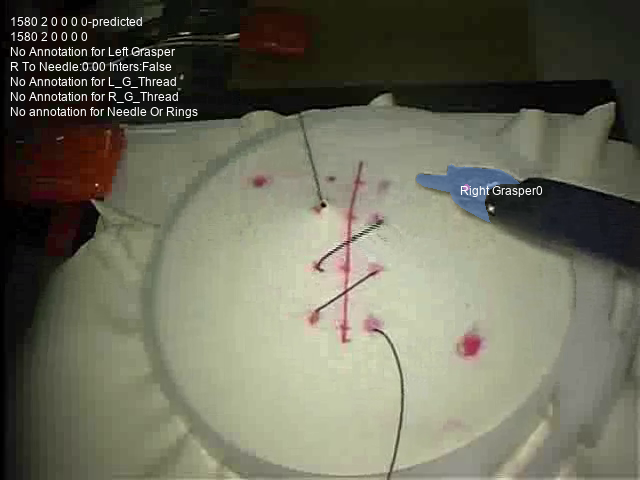 1580 2 0 0 0 0-predicted
1580 2 0 0 0 0
No Annotation for Left Grasper
R To Needle:0.00 Inters:False
No Annotation for L_G_Thread
No Annotation for R_G_Thread
No annotation for Needle Or Rings
Right Grasper0